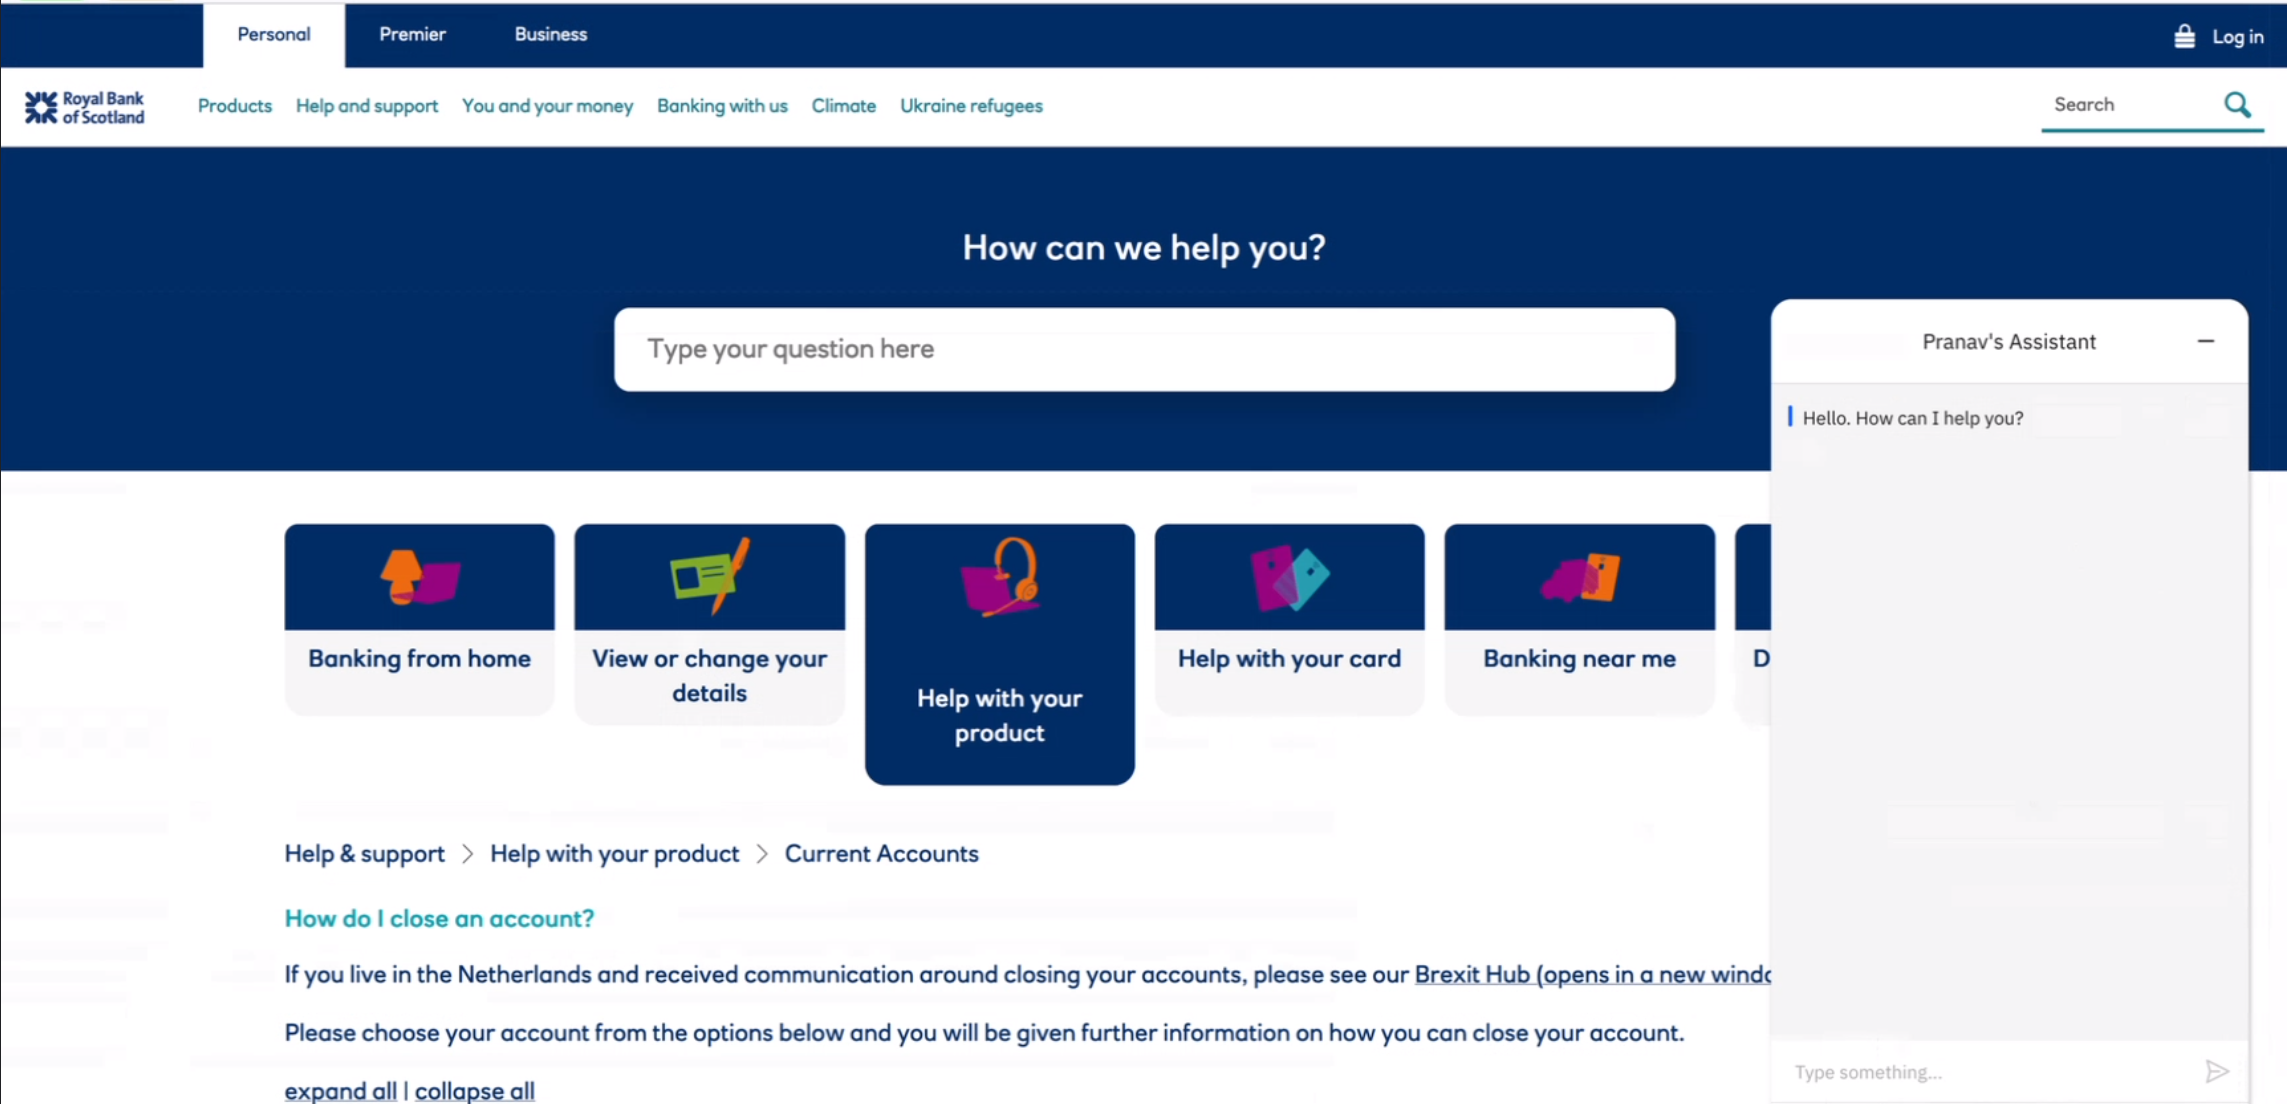 Personal
Premier
Business
Log in
Royal Bank
of Scotland
Products
Help and support
You and your money
Banking with us
Climate
Ukraine refugees
Search
How can we help you?
Type your question here
Pranav's Assistant
Hello. How can I help you?
Banking from home
View or change your
details
Help with your
product
Help with your card
Banking near me
D
Help & support > Help with your product > Current Accounts
How do I close an account?
If you live in the Netherlands and received communication around closing your accounts, please see our Brexit Hub (opens in a new windo
Please choose your account from the options below and you will be given further information on how you can close your account.
expand all | collapse all
Type something...